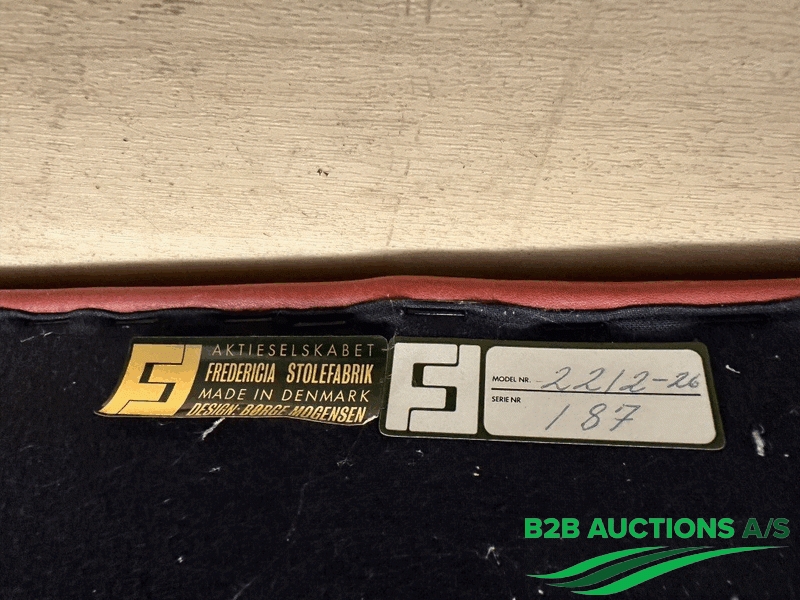 AKTIESELSKABET
FREDERICIA STOLEFABRIK
MADE IN DENMARK
DESIGN: BØRGE MOGENSEN
MODEL NR. 2212-26
SERIE NR 187
B2B AUCTIONS A/S